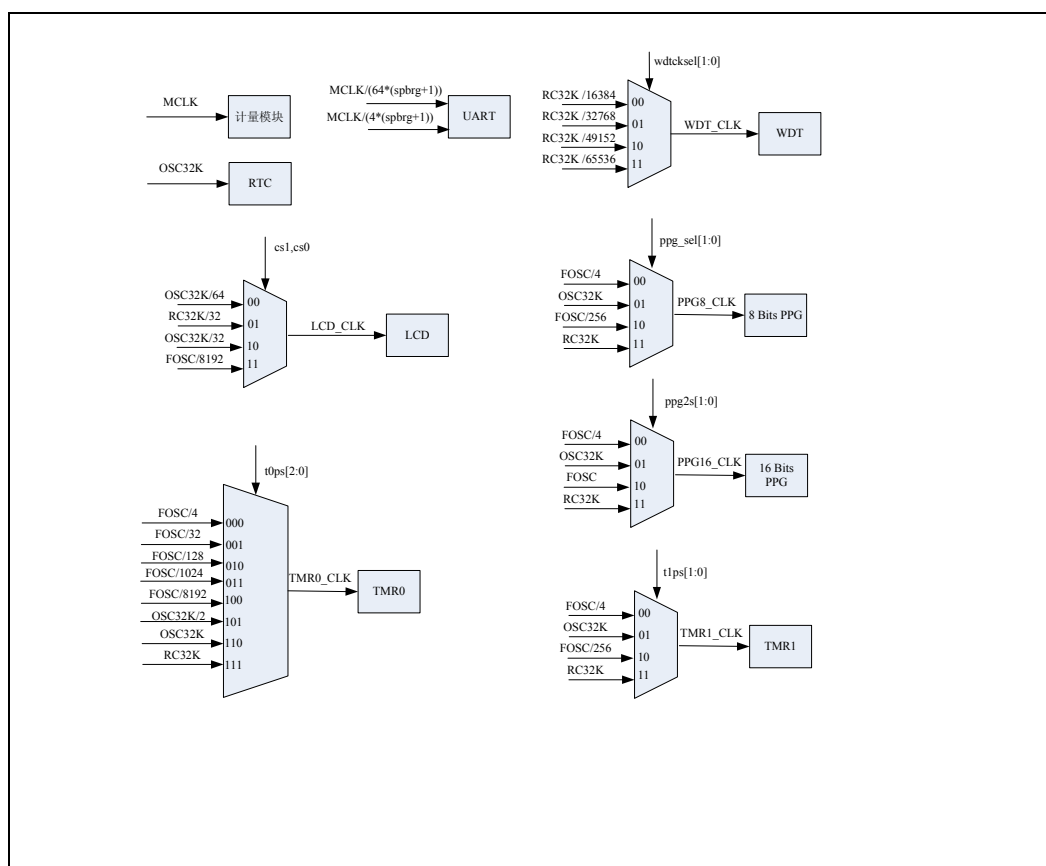 MCLK
计量模块
OSC32K
RTC
MCLK/(64*(spbrg+1))
MCLK/(4*(spbrg+1))
UART
wdtcksel[1:0]
RC32K /16384
00
RC32K /32768
01
RC32K /49152
10
RC32K /65536
11
WDT_CLK
WDT
cs1,cs0
OSC32K/64
00
RC32K/32
01
OSC32K/32
10
FOSC/8192
11
LCD_CLK
LCD
ppg_sel[1:0]
FOSC/4
00
OSC32K
01
FOSC/256
10
RC32K
11
PPG8_CLK
8 Bits PPG
ppg2s[1:0]
FOSC/4
00
OSC32K
01
FOSC
10
RC32K
11
PPG16_CLK
16 Bits
PPG
t0ps[2:0]
FOSC/4
000
FOSC/32
001
FOSC/128
010
FOSC/1024
011
FOSC/8192
100
OSC32K/2
101
OSC32K
110
RC32K
111
TMR0_CLK
TMR0
t1ps[1:0]
FOSC/4
00
OSC32K
01
FOSC/256
10
RC32K
11
TMR1_CLK
TMR1